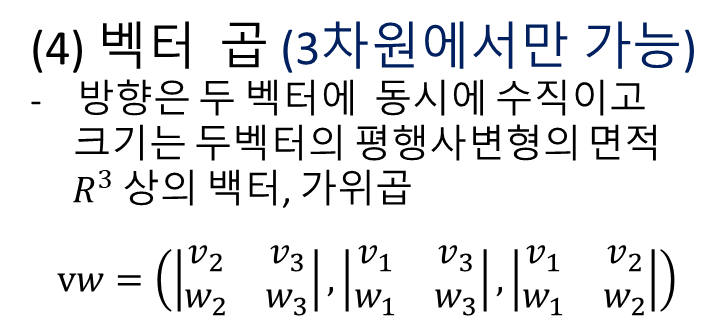 (4) 벡터 곱 (3차원에서만 가능)
- 방향은 두 벡터에 동시에 수직이고
크기는 두벡터의 평행사변형의 면적
R³ 상의 백터, 가위곱
vw = (|v₂ v₃|, |v₁ v₃|, |v₁ v₂|)
|w₂ w₃| |w₁ w₃| |w₁ w₂|